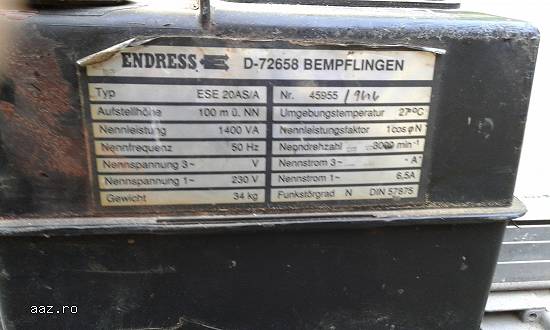 ENDRESS D-72658 BEMPFLINGEN
Typ ESE 20AS/A Nr. 45955 /
Aufstellhöhe 100 m ü. NN Umgebungstemperatur 27°C
Nennleistung 1400 VA Nennleistungsfaktor 1 cos φ N
Nennfrequenz 50 Hz Nenndrehzahl 3000 min⁻¹
Nennspannung 3~ V Nennstrom 3~ A
Nennspannung 1~ 230 V Nennstrom 1~ 6,5A
Gewicht 34 kg Funkstörgrad N DIN 57875
aaz.ro